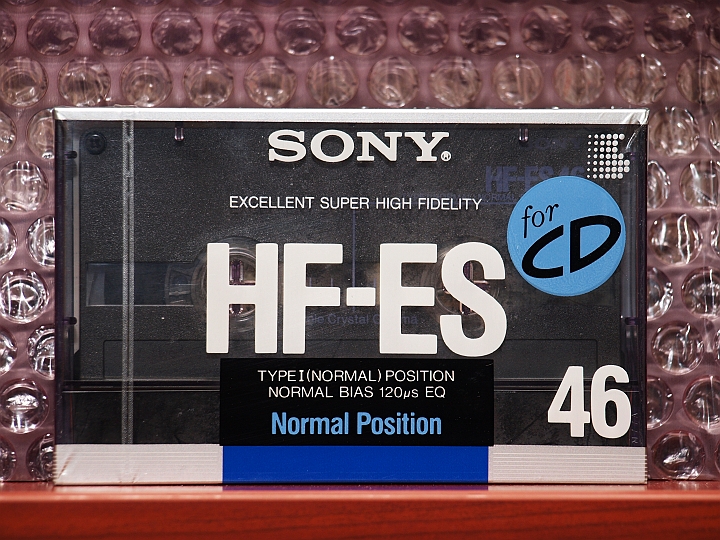 SONY®
EXCELLENT SUPER HIGH FIDELITY
for
CD
HF-ES
TYPE I (NORMAL) POSITION
NORMAL BIAS 120µs EQ
Normal Position
46